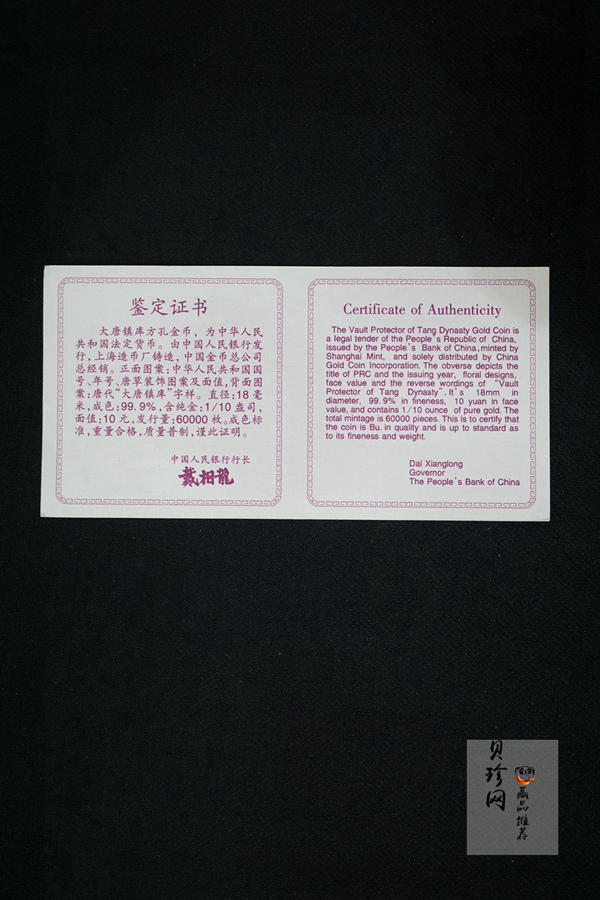 鉴定证书
大唐镇库方孔金币，为中华人民
共和国法定货币。由中国人民银行发
行，上海造币厂铸造，中国金币总公司
总经销。正面图案：中华人民共和国国
号、年号、唐草装饰图案及面值，背面图
案：唐代“大唐镇库”字样。直径：18毫
米，成色：99.9%，含纯金：1/10盎司，
面值：10元，发行量：60000枚。成色标
准，重量合格，质量普制，谨此证明。
中国人民银行行长
戴相龍
Certificate of Authenticity
The Vault Protector of Tang Dynasty Gold Coin is
a legal tender of the People's Republic of China,
issued by the People's Bank of China,minted by
Shanghai Mint, and solely distributed by China
Gold Coin Incorporation. The obverse depicts the
title of PRC and the issuing year, floral designs,
face value and the reverse wordings of "Vault
Protector of Tang Dynasty".It's 18mm in
diameter, 99.9% in fineness, 10 yuan in face
value, and contains 1/10 ounce of pure gold. The
total mintage is 60000 pieces. This is to certify that
the coin is Bu. in quality and is up to standard as
to its fineness and weight.
Dai Xianglong
Governor
The People's Bank of China
贝珍网
藏品推荐